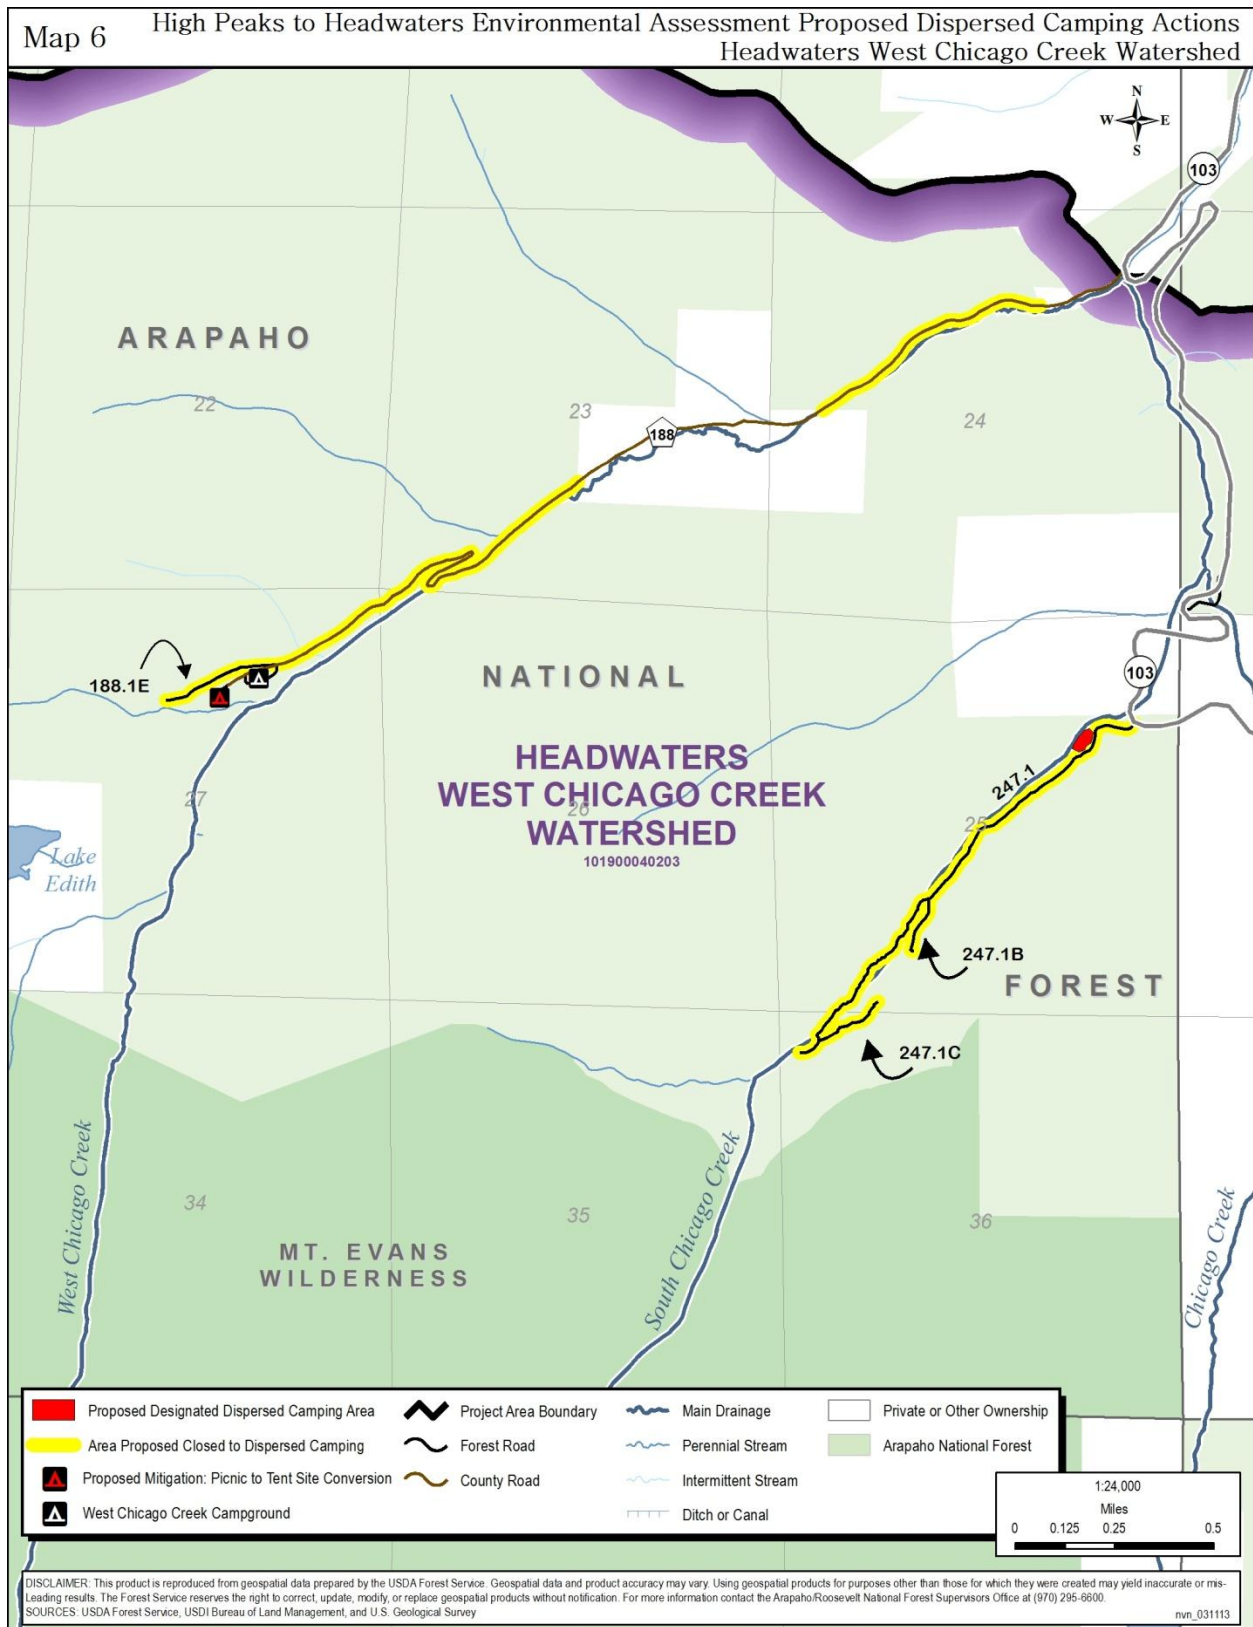 Map 6
High Peaks to Headwaters Environmental Assessment Proposed Dispersed Camping Actions
Headwaters West Chicago Creek Watershed
N
W E
S
103
ARAPAHO
22
23
24
188
188.1E
NATIONAL
103
HEADWATERS
WEST CHICAGO CREEK
WATERSHED
101900040203
27
26
25
247.1
Lake
Edith
247.1B
FOREST
247.1C
West Chicago Creek
South Chicago Creek
Chicago Creek
34
35
36
MT. EVANS
WILDERNESS
Proposed Designated Dispersed Camping Area
Area Proposed Closed to Dispersed Camping
Proposed Mitigation: Picnic to Tent Site Conversion
West Chicago Creek Campground
Project Area Boundary
Forest Road
County Road
Main Drainage
Perennial Stream
Intermittent Stream
Ditch or Canal
Private or Other Ownership
Arapaho National Forest
1:24,000
Miles
0 0.125 0.25 0.5
DISCLAIMER: This product is reproduced from geospatial data prepared by the USDA Forest Service. Geospatial data and product accuracy may vary. Using geospatial products for purposes other than those for which they were created may yield inaccurate or mis-
Leading results. The Forest Service reserves the right to correct, update, modify, or replace geospatial products without notification. For more information contact the Arapaho/Roosevelt National Forest Supervisors Office at (970) 295-6600.
SOURCES: USDA Forest Service, USDI Bureau of Land Management, and U.S. Geological Survey
nvn_031113